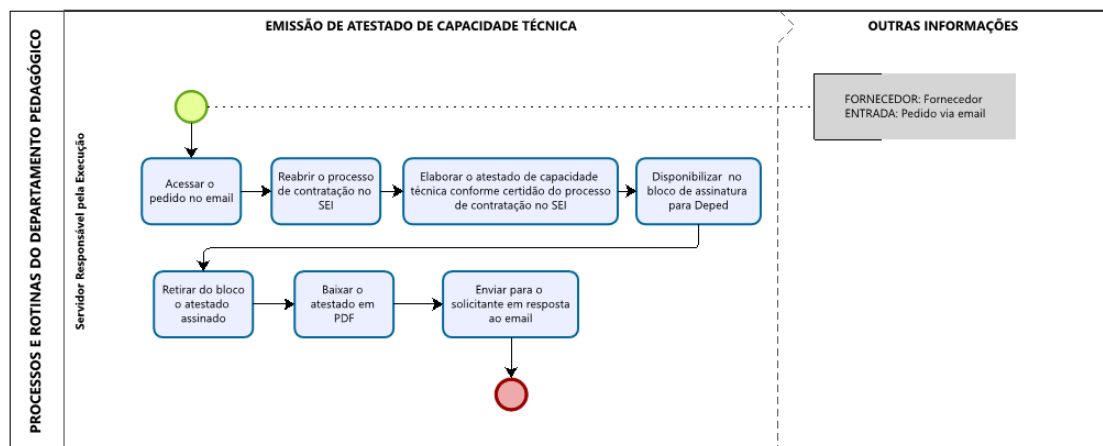 PROCESSOS E ROTINAS DO DEPARTAMENTO PEDAGÓGICO
EMISSÃO DE ATESTADO DE CAPACIDADE TÉCNICA
OUTRAS INFORMAÇÕES
Servidor Responsável pela Execução
FORNECEDOR: Fornecedor
ENTRADA: Pedido via email
Acessar o
pedido no email
Reabrir o processo
de contratação no
SEI
Elaborar o atestado de capacidade
técnica conforme certidão do processo
de contratação no SEI
Disponibilizar no
bloco de assinatura
para Deped
Retirar do bloco
o atestado
assinado
Baixar o
atestado em
PDF
Enviar para o
solicitante em resposta
ao email